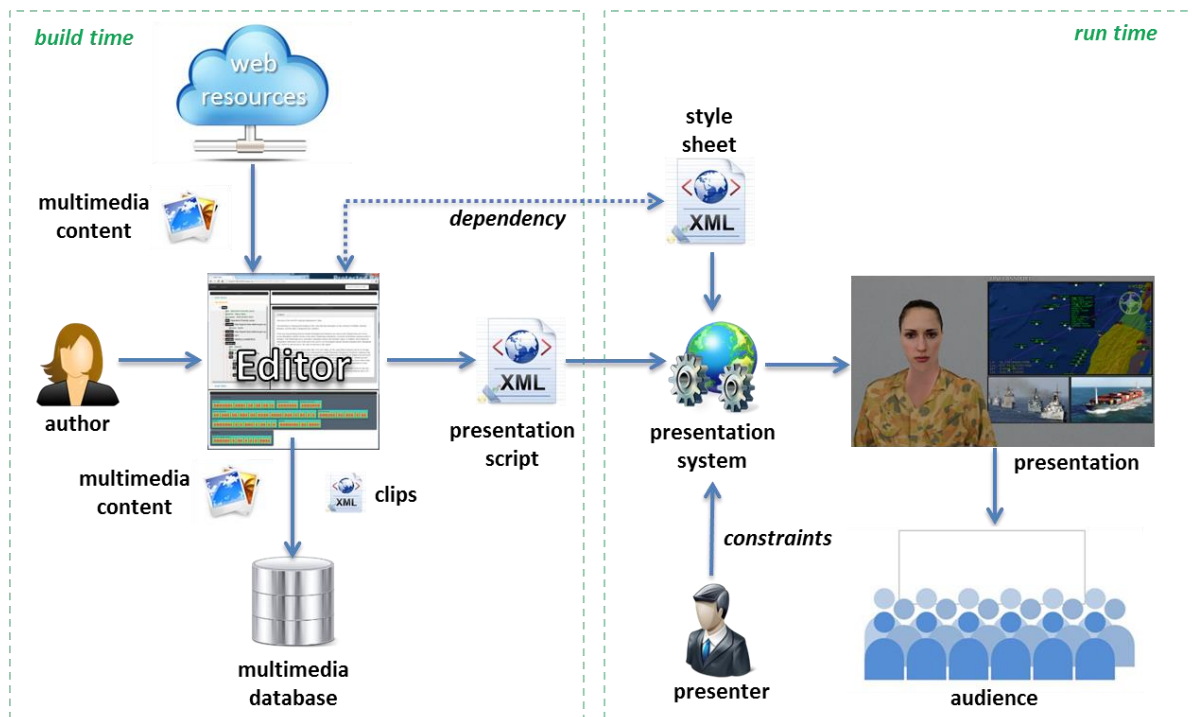 build time
run time
web
resources
style
sheet
XML
multimedia
content
dependency
Editor
XML
author
presentation
script
presentation
system
presentation
multimedia
content
XML
clips
constraints
multimedia
database
presenter
audience